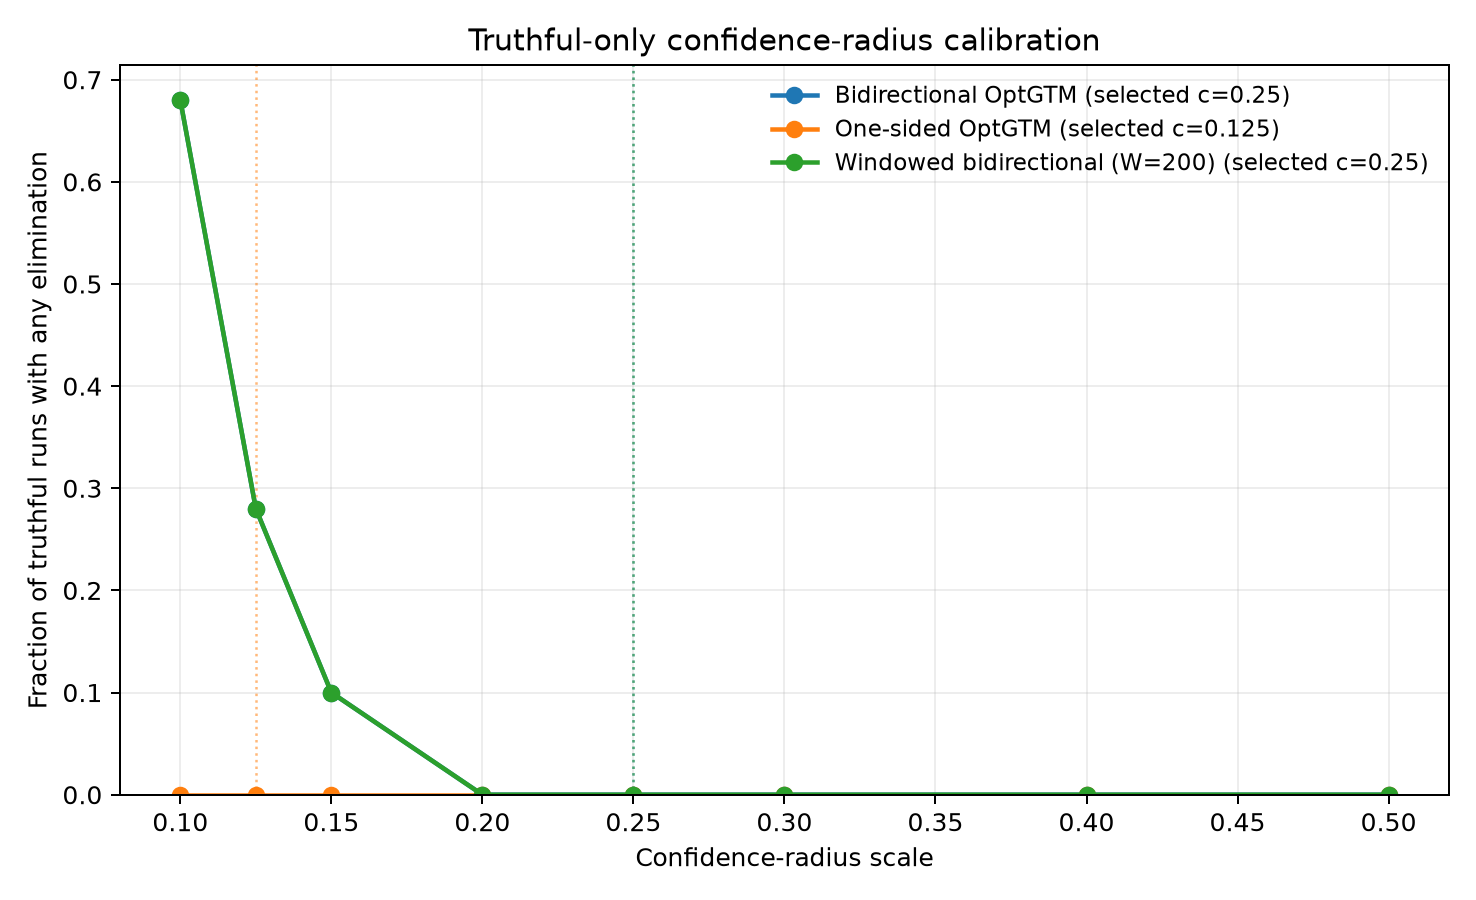 Truthful-only confidence-radius calibration
Bidirectional OptGTM (selected c=0.25)
One-sided OptGTM (selected c=0.125)
Windowed bidirectional (W=200) (selected c=0.25)
Fraction of truthful runs with any elimination
0.7
0.6
0.5
0.4
0.3
0.2
0.1
0.0
0.10 0.15 0.20 0.25 0.30 0.35 0.40 0.45 0.50
Confidence-radius scale